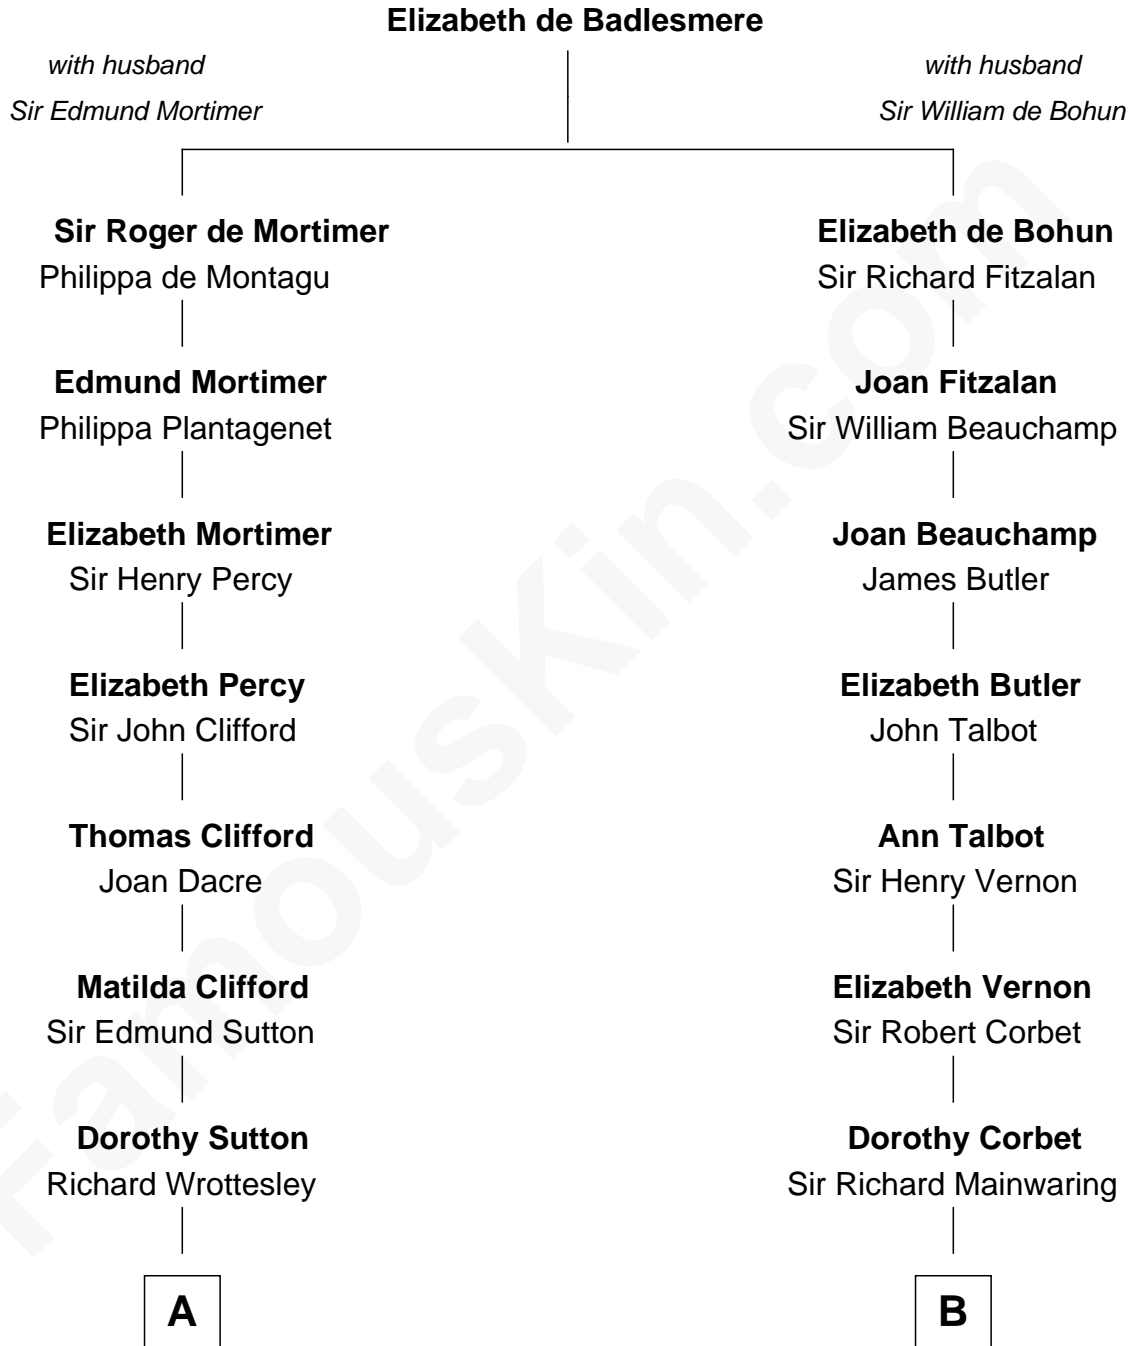 Elizabeth de Badlesmere
with husband
Sir Edmund Mortimer
with husband
Sir William de Bohun
Sir Roger de Mortimer
Philippa de Montagu
Elizabeth de Bohun
Sir Richard Fitzalan
Edmund Mortimer
Philippa Plantagenet
Joan Fitzalan
Sir William Beauchamp
Elizabeth Mortimer
Sir Henry Percy
Joan Beauchamp
James Butler
Elizabeth Percy
Sir John Clifford
Elizabeth Butler
John Talbot
Thomas Clifford
Joan Dacre
Ann Talbot
Sir Henry Vernon
Matilda Clifford
Sir Edmund Sutton
Elizabeth Vernon
Sir Robert Corbet
Dorothy Sutton
Richard Wrottesley
Dorothy Corbet
Sir Richard Mainwaring
A
B
FamousKin.com